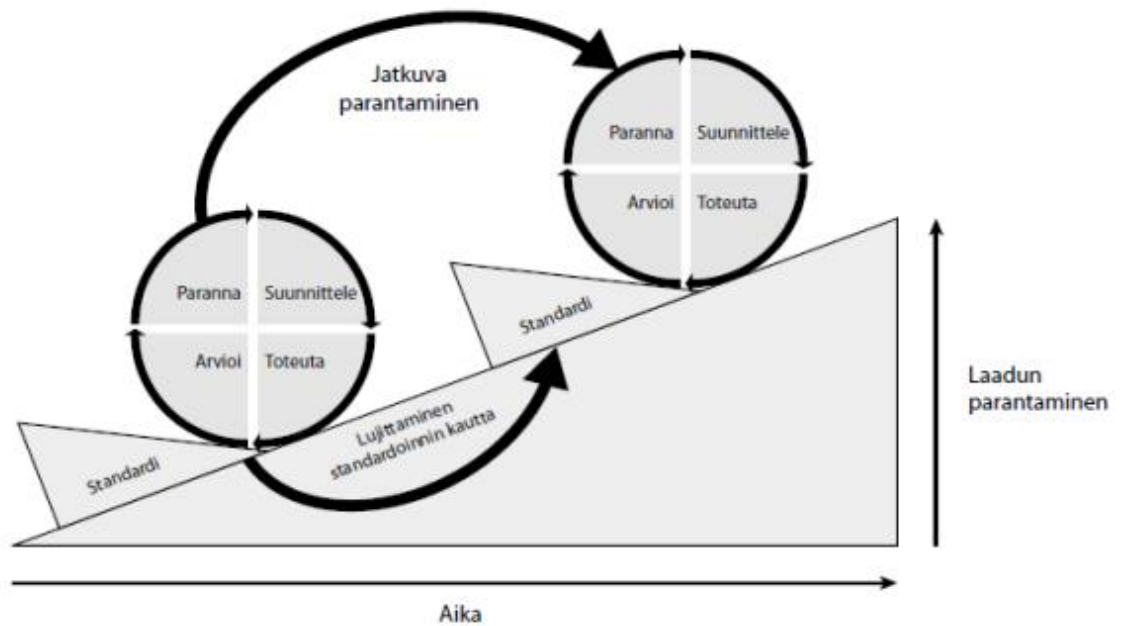 Jatkuva
parantaminen
Paranna Suunnittele
Arvioi Toteuta
Paranna Suunnittele
Arvioi Toteuta
Standardi
Standardi
Lujittaminen
standardoinnin kautta
Laadun
parantaminen
Aika